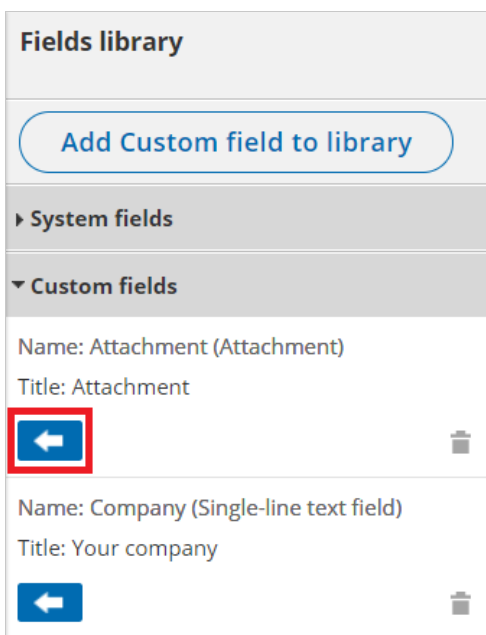 Fields library
Add Custom field to library
System fields
Custom fields
Name: Attachment (Attachment)
Title: Attachment
Name: Company (Single-line text field)
Title: Your company